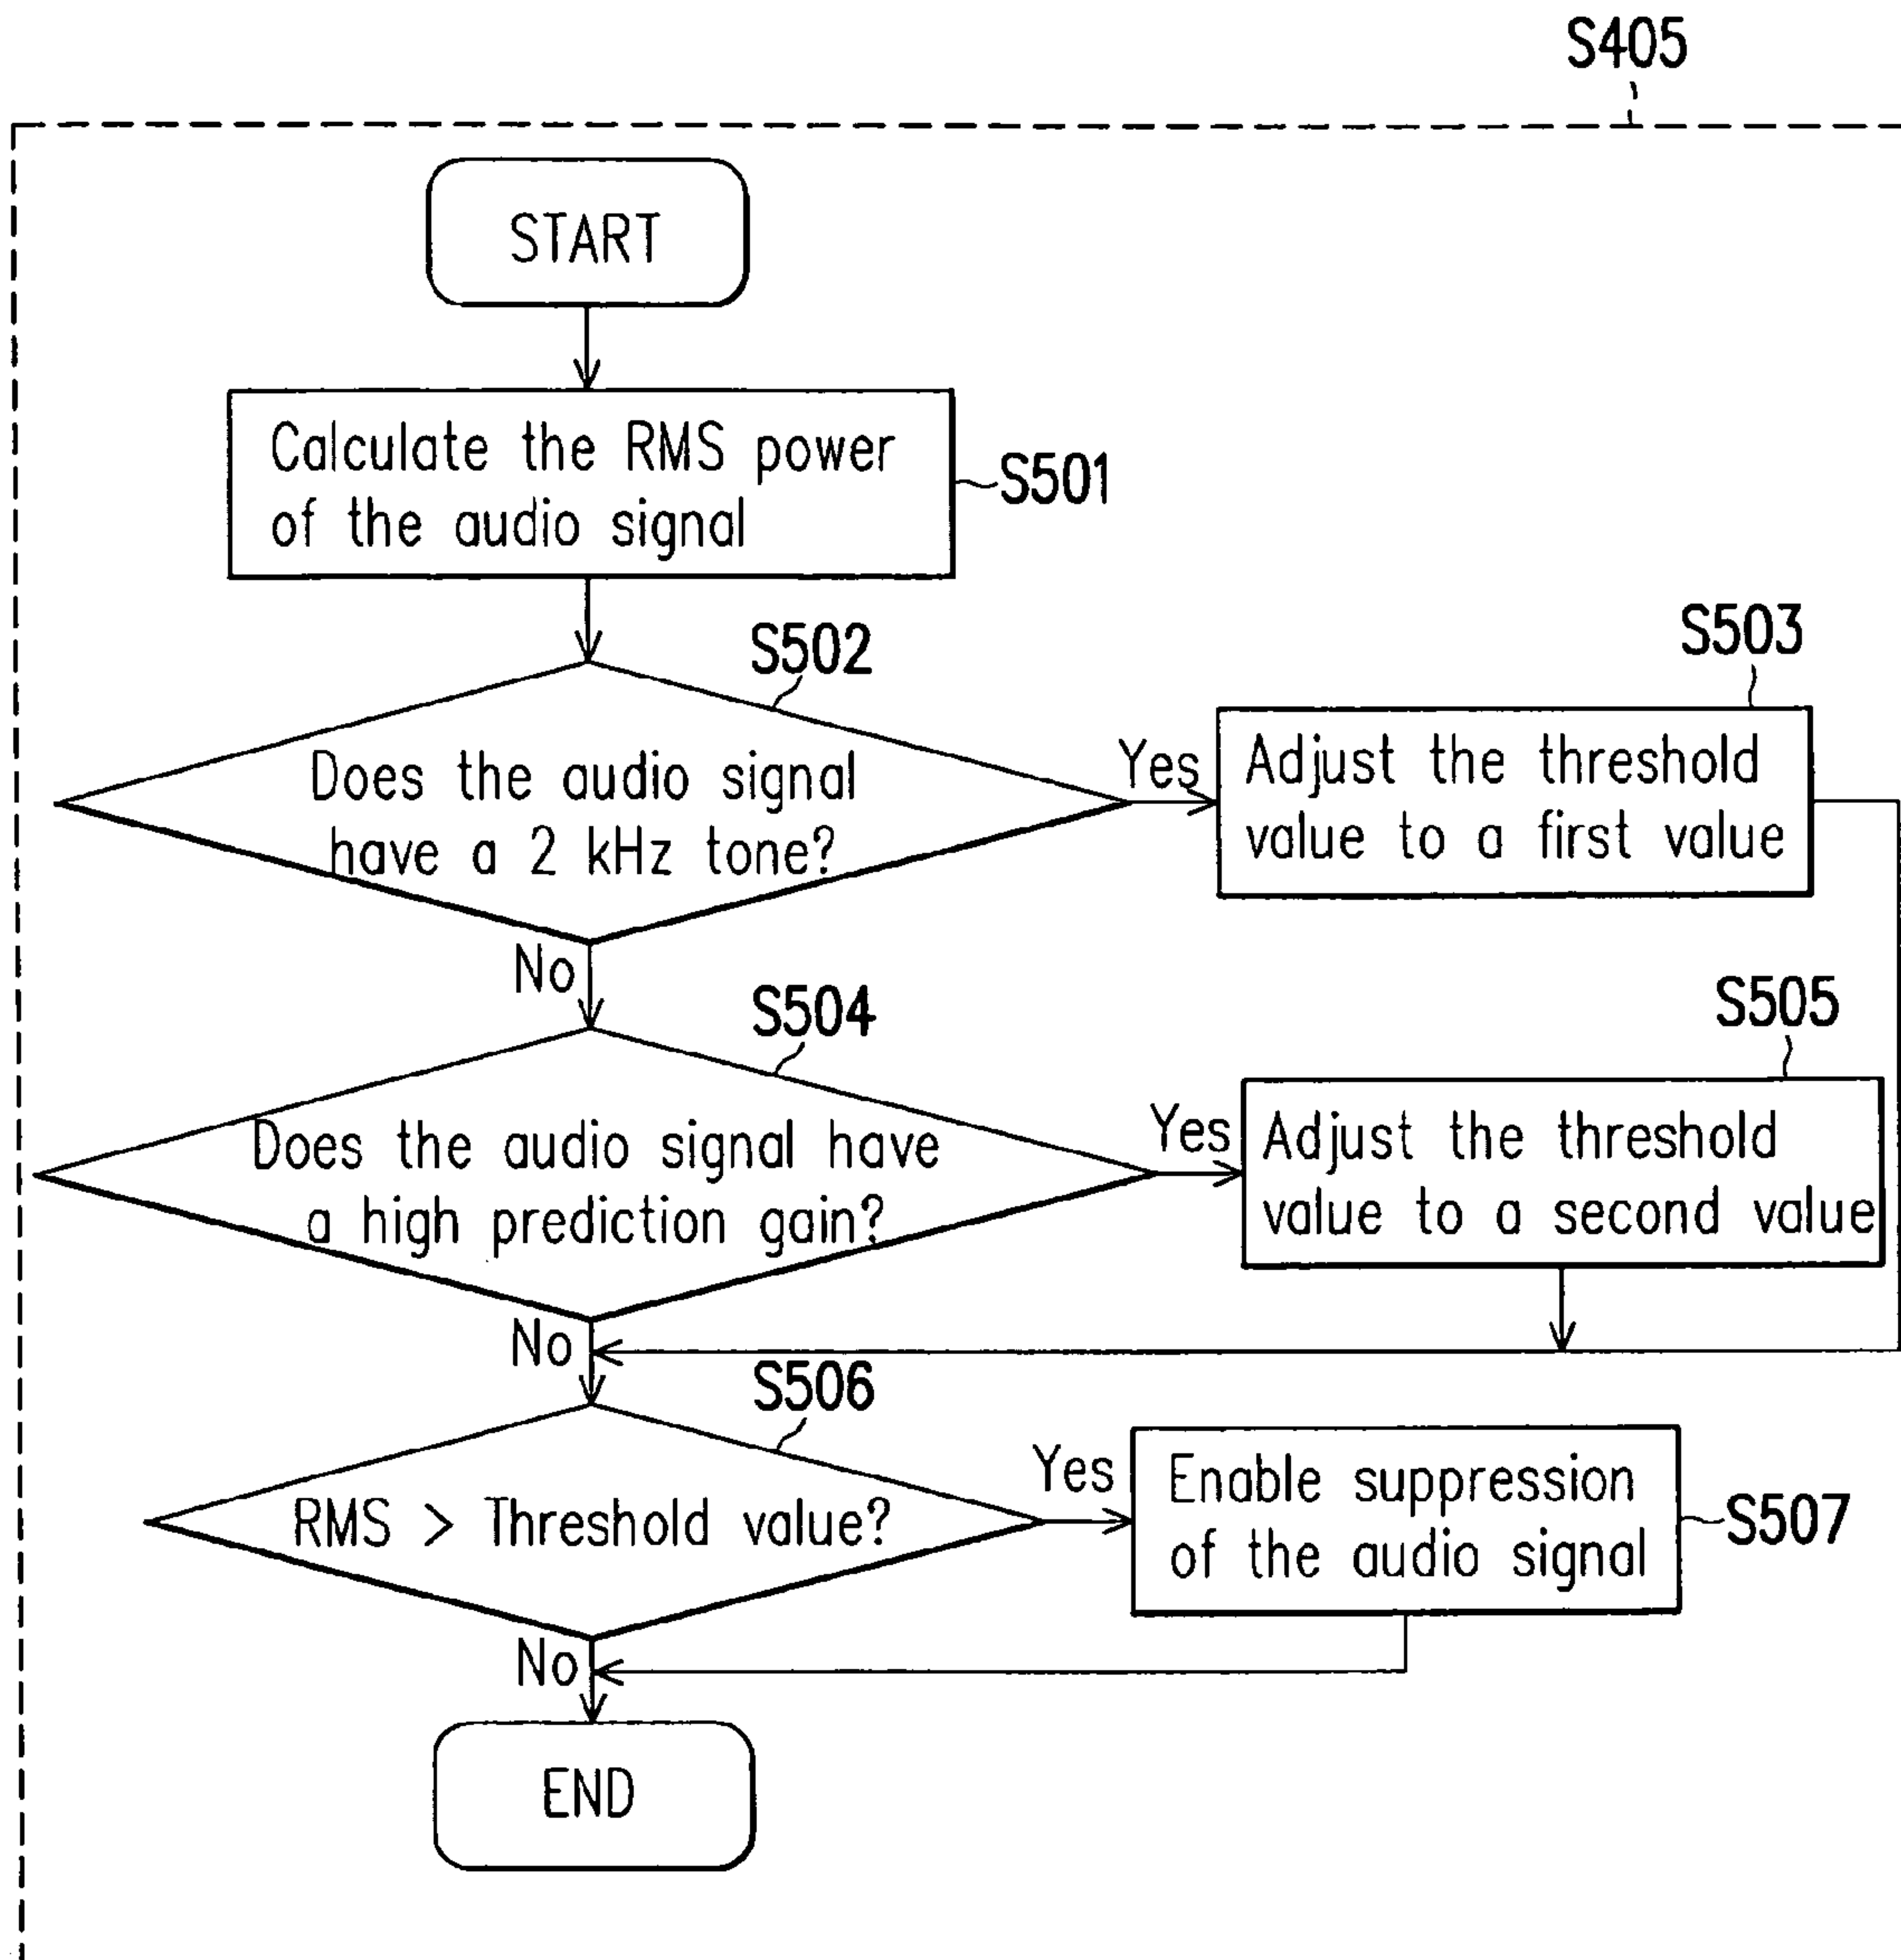 S405
START
Calculate the RMS power
of the audio signal
S501
S502
Does the audio signal
have a 2 kHz tone?
Yes
S503
Adjust the threshold
value to a first value
No
S504
Does the audio signal have
a high prediction gain?
Yes
S505
Adjust the threshold
value to a second value
No
S506
RMS > Threshold value?
Yes
Enable suppression
of the audio signal
S507
No
END